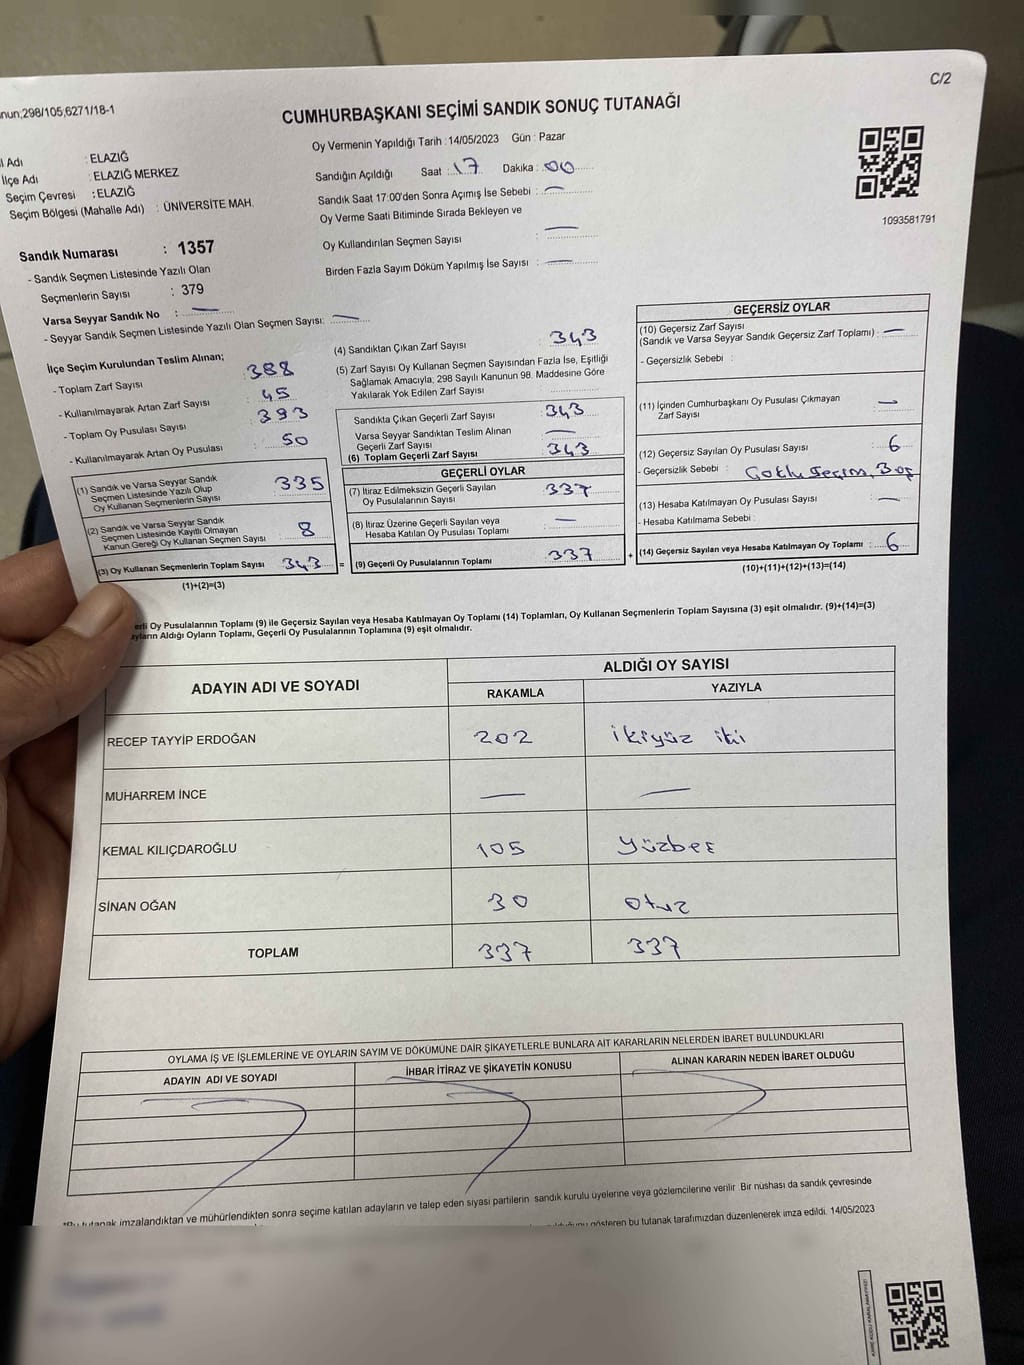 C/2
nun;298/105;6271/18-1
CUMHURBAŞKANI SEÇİMİ SANDIK SONUÇ TUTANAĞI
Oy Vermenin Yapıldığı Tarih : 14/05/2023 Gün : Pazar
l Adı : ELAZIĞ
İlçe Adı : ELAZIĞ MERKEZ
Seçim Çevresi : ELAZIĞ
Seçim Bölgesi (Mahalle Adı) : ÜNİVERSİTE MAH.
Sandığın Açıldığı Saat : 17 Dakika : 00
Sandık Saat 17:00'den Sonra Açımış İse Sebebi : —
Oy Verme Saati Bitiminde Sırada Bekleyen ve
Oy Kullandırılan Seçmen Sayısı : —
Birden Fazla Sayım Döküm Yapılmış İse Sayısı : —
1093581791
Sandık Numarası : 1357
- Sandık Seçmen Listesinde Yazılı Olan
Seçmenlerin Sayısı : 379
Varsa Seyyar Sandık No : —
- Seyyar Sandık Seçmen Listesinde Yazılı Olan Seçmen Sayısı: —
İlçe Seçim Kurulundan Teslim Alınan;
- Toplam Zarf Sayısı : 388
- Kullanılmayarak Artan Zarf Sayısı : 45
- Toplam Oy Pusulası Sayısı : 393
- Kullanılmayarak Artan Oy Pusulası : 50
(1) Sandık ve Varsa Seyyar Sandık
Seçmen Listesinde Yazılı Olup
Oy Kullanan Seçmenlerin Sayısı 335
(2) Sandık ve Varsa Seyyar Sandık
Seçmen Listesinde Kayıtlı Olmayan
Kanun Gereği Oy Kullanan Seçmen Sayısı : 8
(3) Oy Kullanan Seçmenlerin Toplam Sayısı 343 =
(1)+(2)=(3)
(4) Sandıktan Çıkan Zarf Sayısı : 343
(5) Zarf Sayısı Oy Kullanan Seçmen Sayısından Fazla İse, Eşitliği
Sağlamak Amacıyla; 298 Sayılı Kanunun 98. Maddesine Göre
Yakılarak Yok Edilen Zarf Sayısı :
Sandıkta Çıkan Geçerli Zarf Sayısı : 343
Varsa Seyyar Sandıktan Teslim Alınan
Geçerli Zarf Sayısı : —
(6) Toplam Geçerli Zarf Sayısı : 343
GEÇERLİ OYLAR
(7) İtiraz Edilmeksizin Geçerli Sayılan
Oy Pusulalarının Sayısı : 337
(8) İtiraz Üzerine Geçerli Sayılan veya
Hesaba Katılan Oy Pusulası Toplamı : —
(9) Geçerli Oy Pusulalarının Toplamı : 337 +
GEÇERSİZ OYLAR
(10) Geçersiz Zarf Sayısı
(Sandık ve Varsa Seyyar Sandık Geçersiz Zarf Toplamı) : —
- Geçersizlik Sebebi :
(11) İçinden Cumhurbaşkanı Oy Pusulası Çıkmayan
Zarf Sayısı : —
(12) Geçersiz Sayılan Oy Pusulası Sayısı : 6
- Geçersizlik Sebebi : Çoklu seçim, Boş
(13) Hesaba Katılmayan Oy Pusulası Sayısı : —
- Hesaba Katılmama Sebebi :
(14) Geçersiz Sayılan veya Hesaba Katılmayan Oy Toplamı : 6
(10)+(11)+(12)+(13)=(14)
erli Oy Pusulalarının Toplamı (9) ile Geçersiz Sayılan veya Hesaba Katılmayan Oy Toplamı (14) Toplamları, Oy Kullanan Seçmenlerin Toplam Sayısına (3) eşit olmalıdır. (9)+(14)=(3)
yların Aldığı Oyların Toplamı, Geçerli Oy Pusulalarının Toplamına (9) eşit olmalıdır.
ADAYIN ADI VE SOYADI ALDIĞI OY SAYISI
RAKAMLA YAZIYLA
RECEP TAYYİP ERDOĞAN 202 ikiyüz iki
MUHARREM İNCE — —
KEMAL KILIÇDAROĞLU 105 Yüzbeş
SİNAN OĞAN 30 otuz
TOPLAM 337 337
OYLAMA İŞ VE İŞLEMLERİNE VE OYLARIN SAYIM VE DÖKÜMÜNE DAİR ŞİKAYETLERLE BUNLARA AİT KARARLARIN NELERDEN İBARET BULUNDUKLARI
ADAYIN ADI VE SOYADI İHBAR İTİRAZ VE ŞİKAYETİN KONUSU ALINAN KARARIN NEDEN İBARET OLDUĞU
*Bu tutanak imzalandıktan ve mühürlendikten sonra seçime katılan adayların ve talep eden siyasi partilerin sandık kurulu üyelerine veya gözlemcilerine verilir. Bir nüshası da sandık çevresinde
gösteren bu tutanak tarafımızdan düzenlenerek imza edildi. 14/05/2023